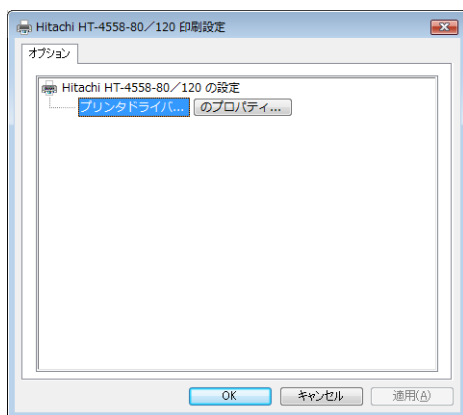 Hitachi HT-4558-80／120 印刷設定
オプション
Hitachi HT-4558-80／120 の設定
プリンタドライバ... のプロパティ...
OK キャンセル 適用(A)